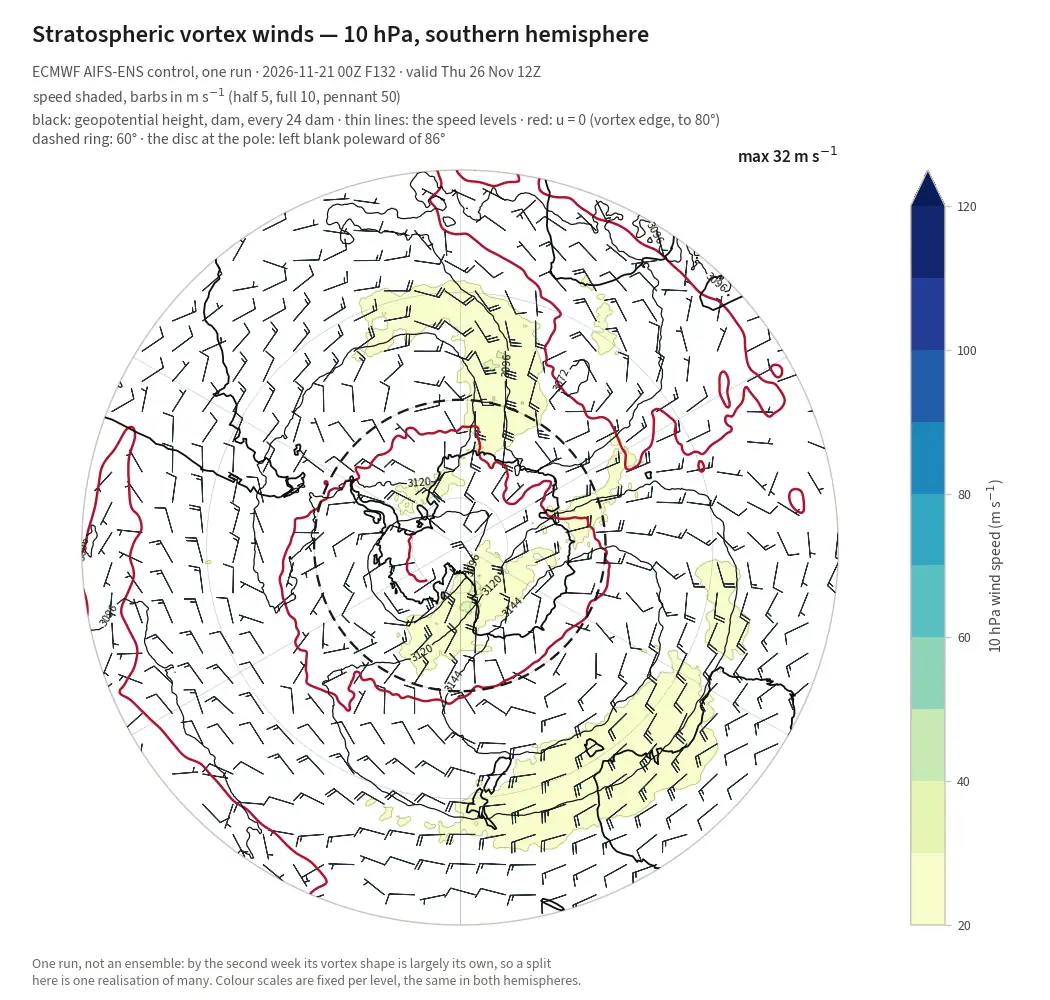 Stratospheric vortex winds — 10 hPa, southern hemisphere
ECMWF AIFS-ENS control, one run · 2026-11-21 00Z F132 · valid Thu 26 Nov 12Z
speed shaded, barbs in m s⁻¹ (half 5, full 10, pennant 50)
black: geopotential height, dam, every 24 dam · thin lines: the speed levels · red: u = 0 (vortex edge, to 80°)
dashed ring: 60° · the disc at the pole: left blank poleward of 86°
max 32 m s⁻¹
3096
3096
3096
3072
3120
3096
3120
3144
3096
3120
3144
120
100
80
60
40
20
10 hPa wind speed (m s⁻¹)
One run, not an ensemble: by the second week its vortex shape is largely its own, so a split
here is one realisation of many. Colour scales are fixed per level, the same in both hemispheres.